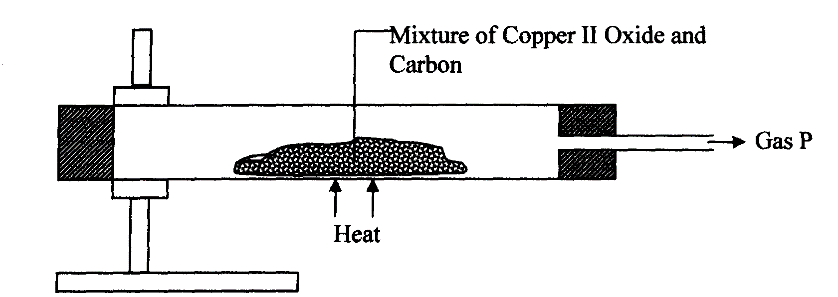 Mixture of Copper II Oxide and
Carbon
Gas P
Heat